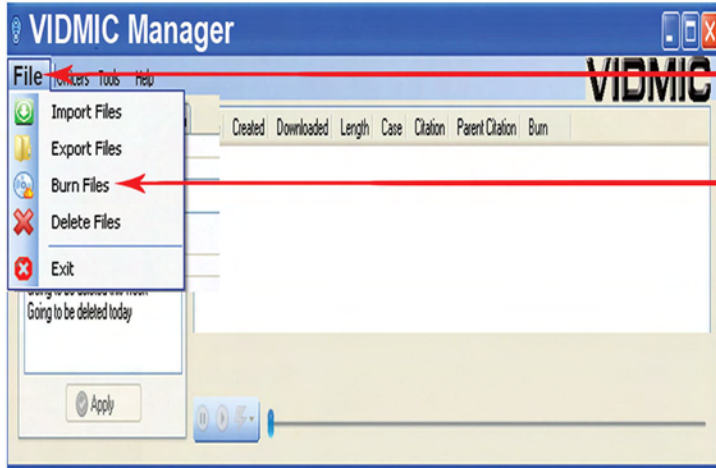 VIDMIC Manager
File Officers Tools Help
VIDMIC
Import Files
Created Downloaded Length Case Citation Parent Citation Burn
Export Files
Burn Files
Delete Files
Exit
Going to be deleted this week
Going to be deleted today
Apply